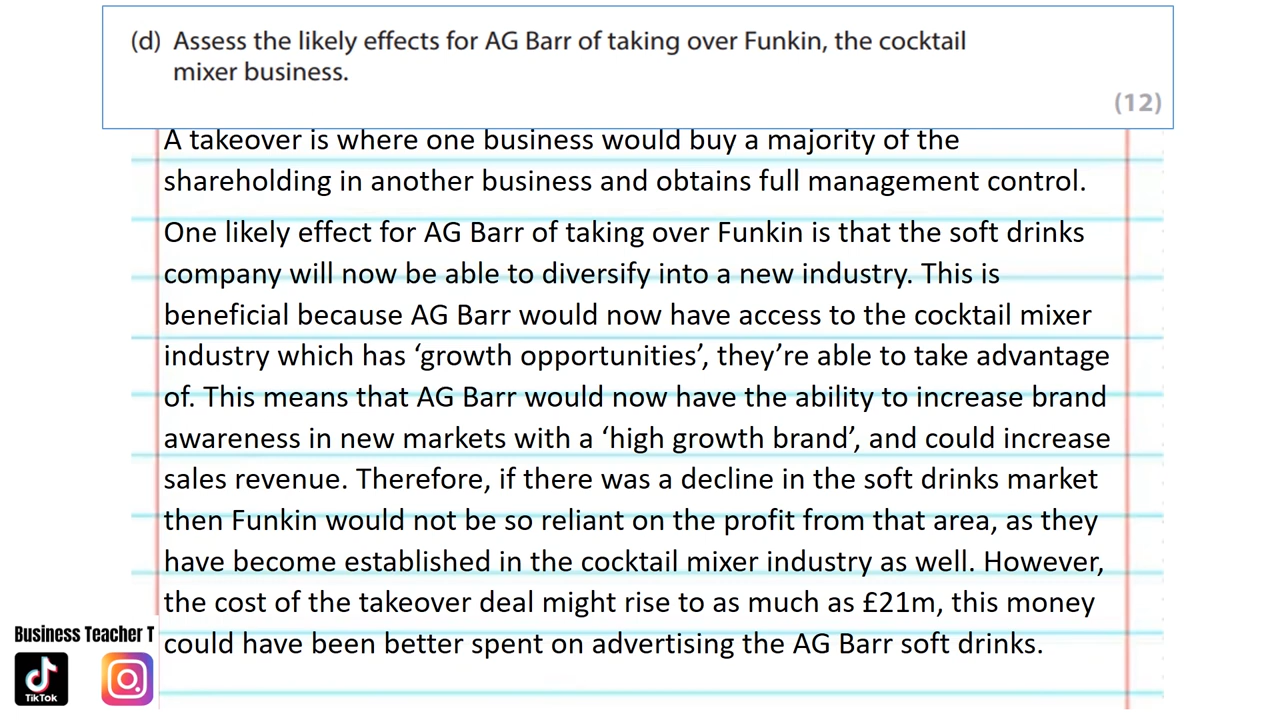 (d) Assess the likely effects for AG Barr of taking over Funkin, the cocktail
mixer business.
(12)
A takeover is where one business would buy a majority of the
shareholding in another business and obtains full management control.
One likely effect for AG Barr of taking over Funkin is that the soft drinks
company will now be able to diversify into a new industry. This is
beneficial because AG Barr would now have access to the cocktail mixer
industry which has ‘growth opportunities’, they’re able to take advantage
of. This means that AG Barr would now have the ability to increase brand
awareness in new markets with a ‘high growth brand’, and could increase
sales revenue. Therefore, if there was a decline in the soft drinks market
then Funkin would not be so reliant on the profit from that area, as they
have become established in the cocktail mixer industry as well. However,
the cost of the takeover deal might rise to as much as £21m, this money
could have been better spent on advertising the AG Barr soft drinks.
Business Teacher T
TikTok